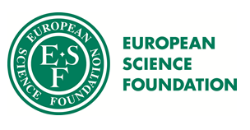 EUROPEAN
SCIENCE FOUNDATION
E·S
F
EUROPEAN
SCIENCE
FOUNDATION